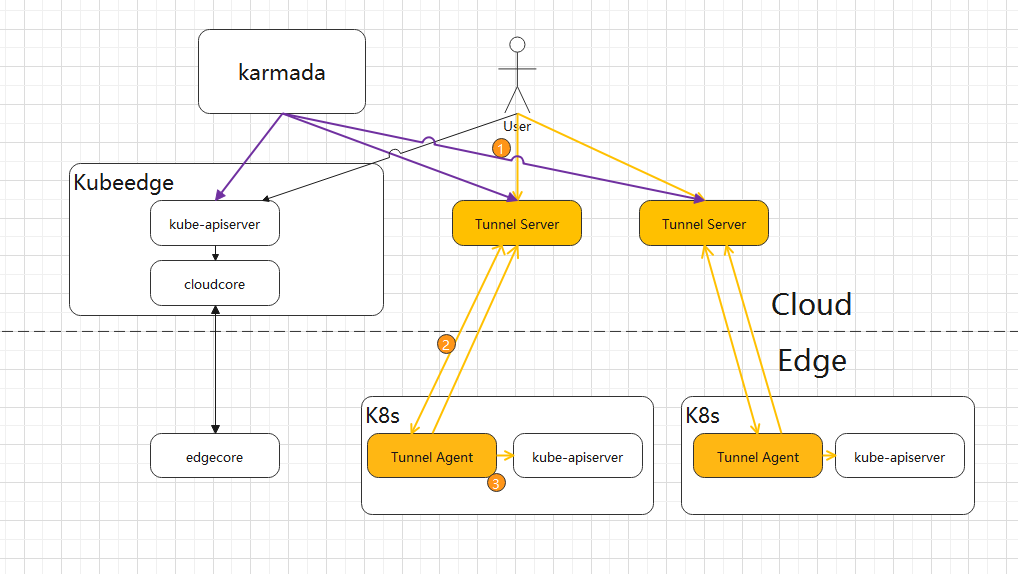 karmada
User
1
Kubeedge
kube-apiserver
Tunnel Server
Tunnel Server
cloudcore
Cloud
2
Edge
K8s
K8s
edgecore
Tunnel Agent
kube-apiserver
Tunnel Agent
kube-apiserver
3